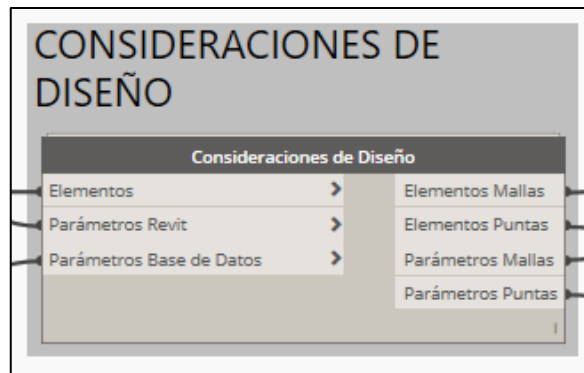 CONSIDERACIONES DE
DISEÑO
Consideraciones de Diseño
Elementos
Parámetros Revit
Parámetros Base de Datos
Elementos Mallas
Elementos Puntas
Parámetros Mallas
Parámetros Puntas